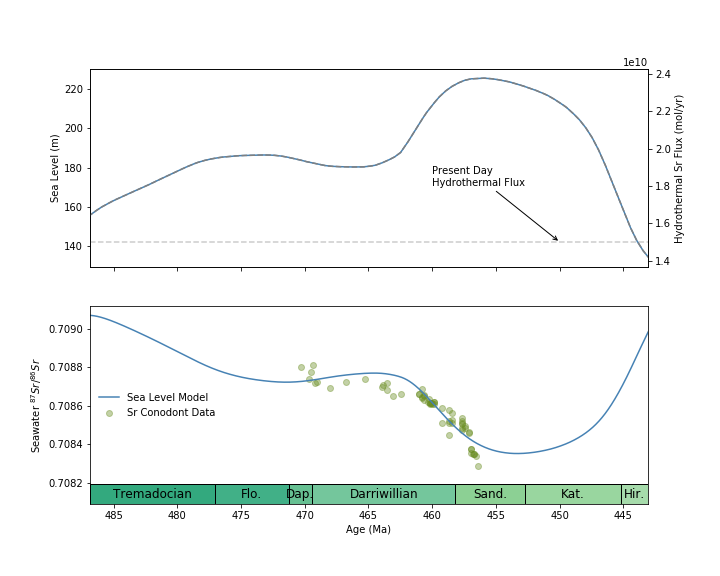 1e10
220
200
180
160
140
Sea Level (m)
2.4
2.2
2.0
1.8
1.6
1.4
Hydrothermal Sr Flux (mol/yr)
Present Day
Hydrothermal Flux
0.7090
0.7088
0.7086
0.7084
0.7082
Seawater ⁸⁷Sr/⁸⁶Sr
Sea Level Model
Sr Conodont Data
Tremadocian Flo. Dap. Darriwillian Sand. Kat. Hir.
485 480 475 470 465 460 455 450 445
Age (Ma)